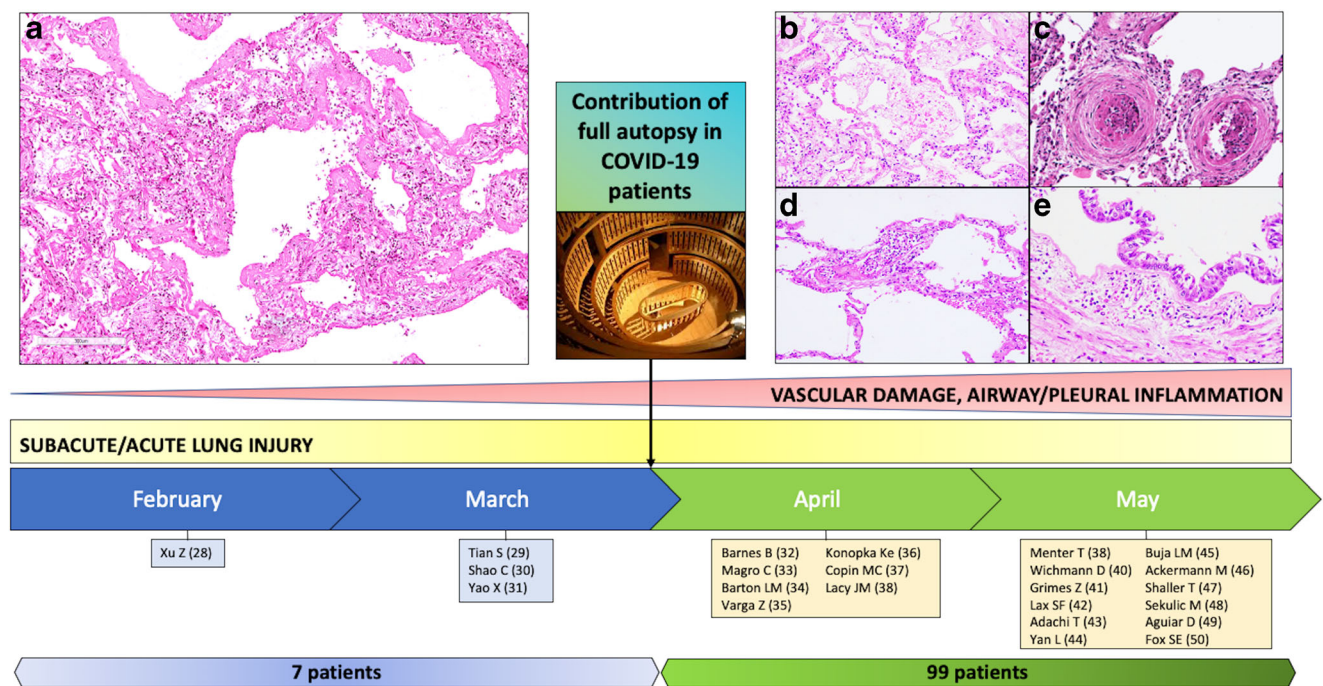 a
b
c
d
e
Contribution of
full autopsy in
COVID-19
patients
VASCULAR DAMAGE, AIRWAY/PLEURAL INFLAMMATION
SUBACUTE/ACUTE LUNG INJURY
February
March
April
May
Xu Z (28)
Tian S (29)
Shao C (30)
Yao X (31)
Barnes B (32)
Magro C (33)
Barton LM (34)
Varga Z (35)
Konopka Ke (36)
Copin MC (37)
Lacy JM (38)
Menter T (38)
Wichmann D (40)
Grimes Z (41)
Lax SF (42)
Adachi T (43)
Yan L (44)
Buja LM (45)
Ackermann M (46)
Shaller T (47)
Sekulic M (48)
Aguiar D (49)
Fox SE (50)
7 patients
99 patients